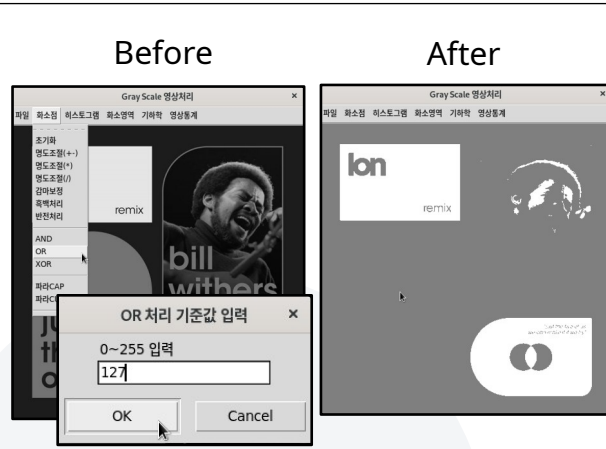 Before
After
Gray Scale 영상처리 ×
파일 화소점 히스토그램 화소영역 기하학 영상통계
초기화
명도조절(+-)
명도조절(*)
명도조절(/)
감마보정
흑백처리
반전처리
AND
OR
XOR
파라CAP
remix
bill
withers
OR 처리 기준값 입력 ×
0~255 입력
127
OK Cancel
Gray Scale 영상처리 ×
파일 화소점 히스토그램 화소영역 기하학 영상통계
lon
remix